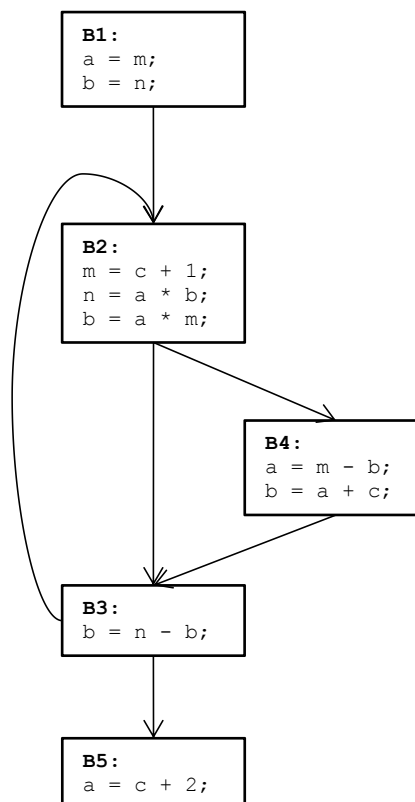 B1:
a = m;
b = n;
B2:
m = c + 1;
n = a * b;
b = a * m;
B4:
a = m - b;
b = a + c;
B3:
b = n - b;
B5:
a = c + 2;